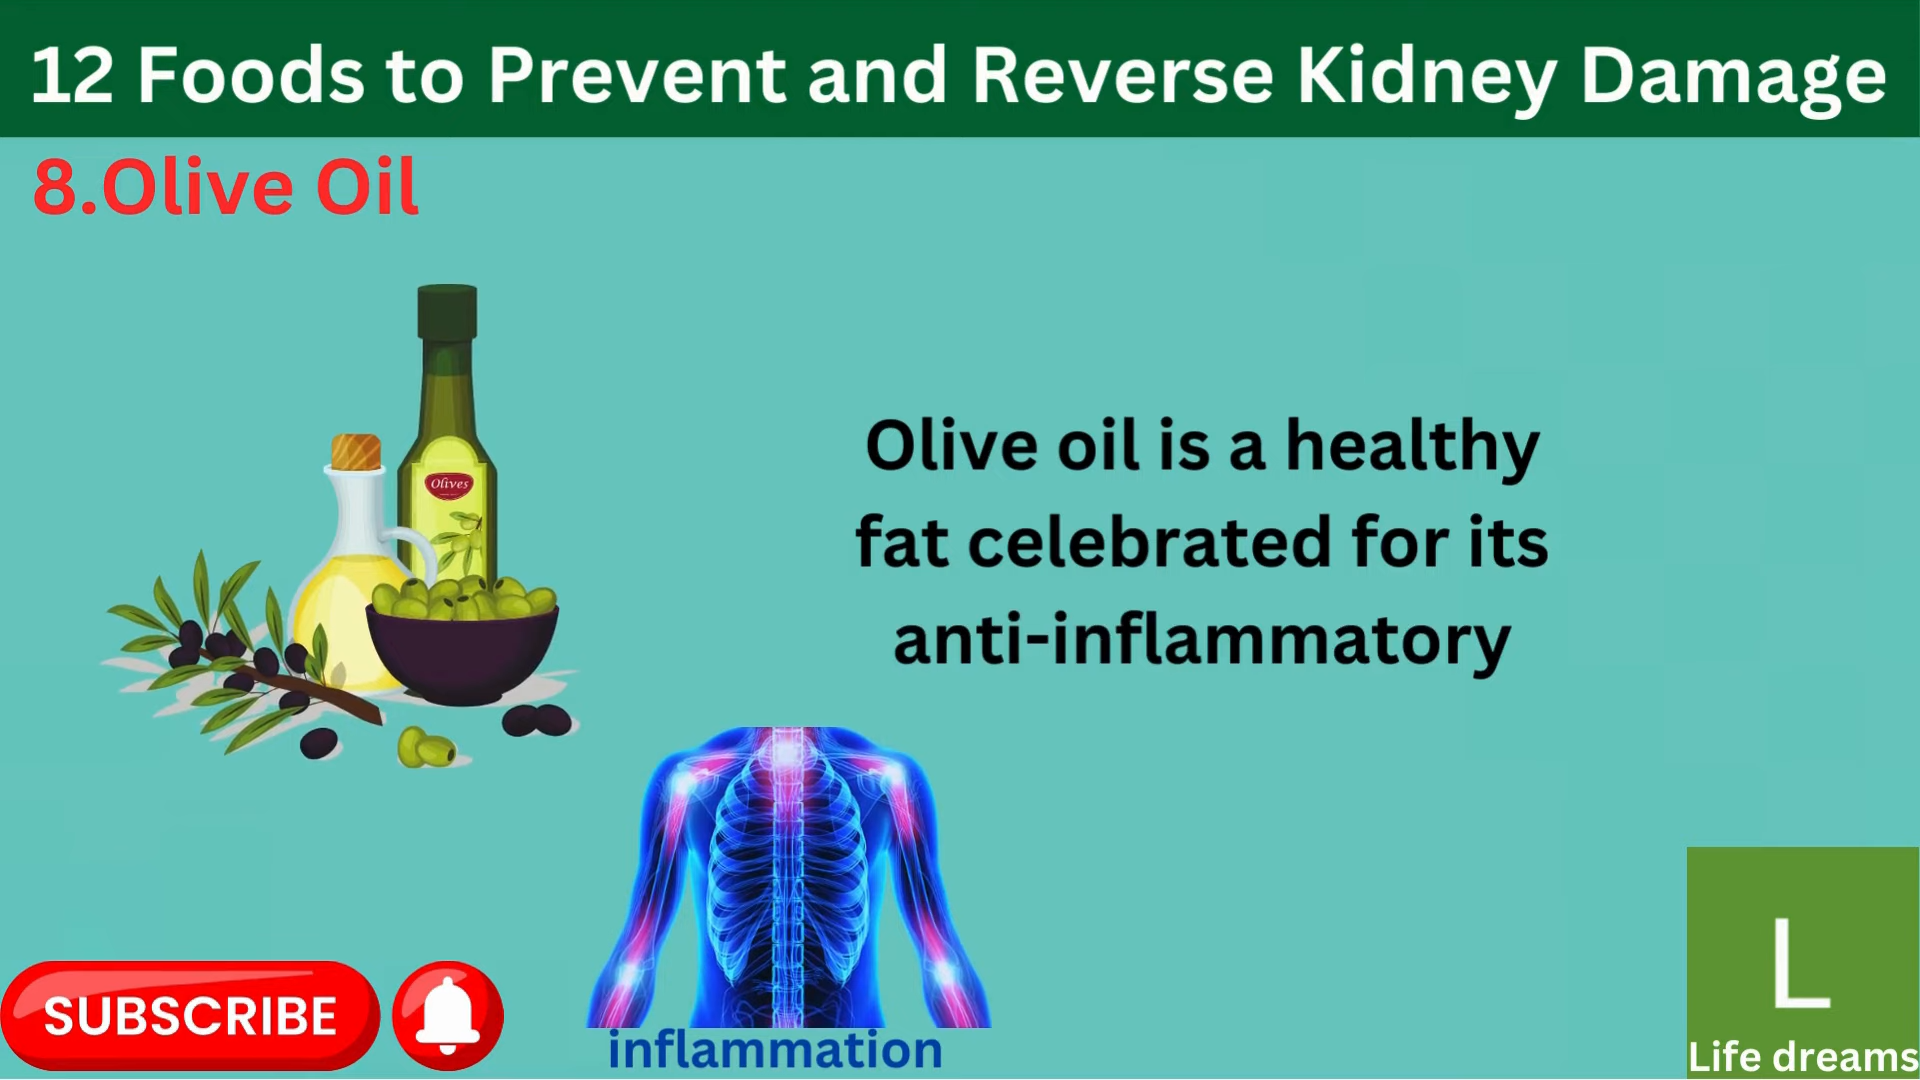 12 Foods to Prevent and Reverse Kidney Damage
8.Olive Oil
Olives
Olive oil is a healthy
fat celebrated for its
anti-inflammatory
SUBSCRIBE
inflammation
L
Life dreams